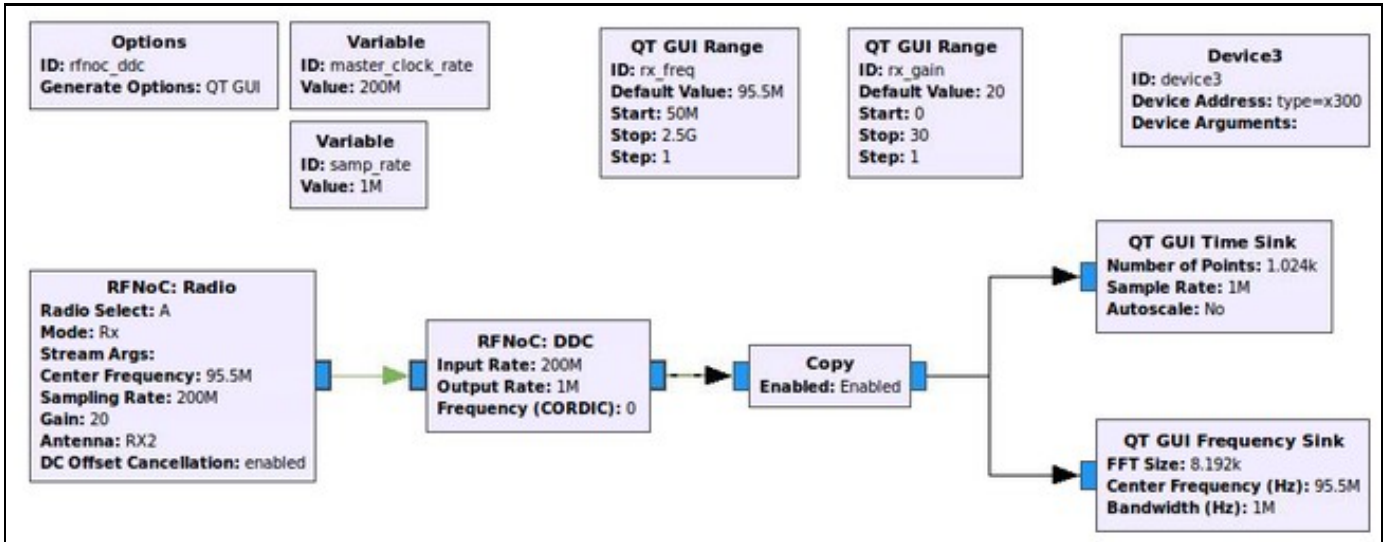 Options
ID: rfnoc_ddc
Generate Options: QT GUI
Variable
ID: master_clock_rate
Value: 200M
Variable
ID: samp_rate
Value: 1M
QT GUI Range
ID: rx_freq
Default Value: 95.5M
Start: 50M
Stop: 2.5G
Step: 1
QT GUI Range
ID: rx_gain
Default Value: 20
Start: 0
Stop: 30
Step: 1
Device3
ID: device3
Device Address: type=x300
Device Arguments:
RFNoC: Radio
Radio Select: A
Mode: Rx
Stream Args:
Center Frequency: 95.5M
Sampling Rate: 200M
Gain: 20
Antenna: RX2
DC Offset Cancellation: enabled
RFNoC: DDC
Input Rate: 200M
Output Rate: 1M
Frequency (CORDIC): 0
Copy
Enabled: Enabled
QT GUI Time Sink
Number of Points: 1.024k
Sample Rate: 1M
Autoscale: No
QT GUI Frequency Sink
FFT Size: 8.192k
Center Frequency (Hz): 95.5M
Bandwidth (Hz): 1M